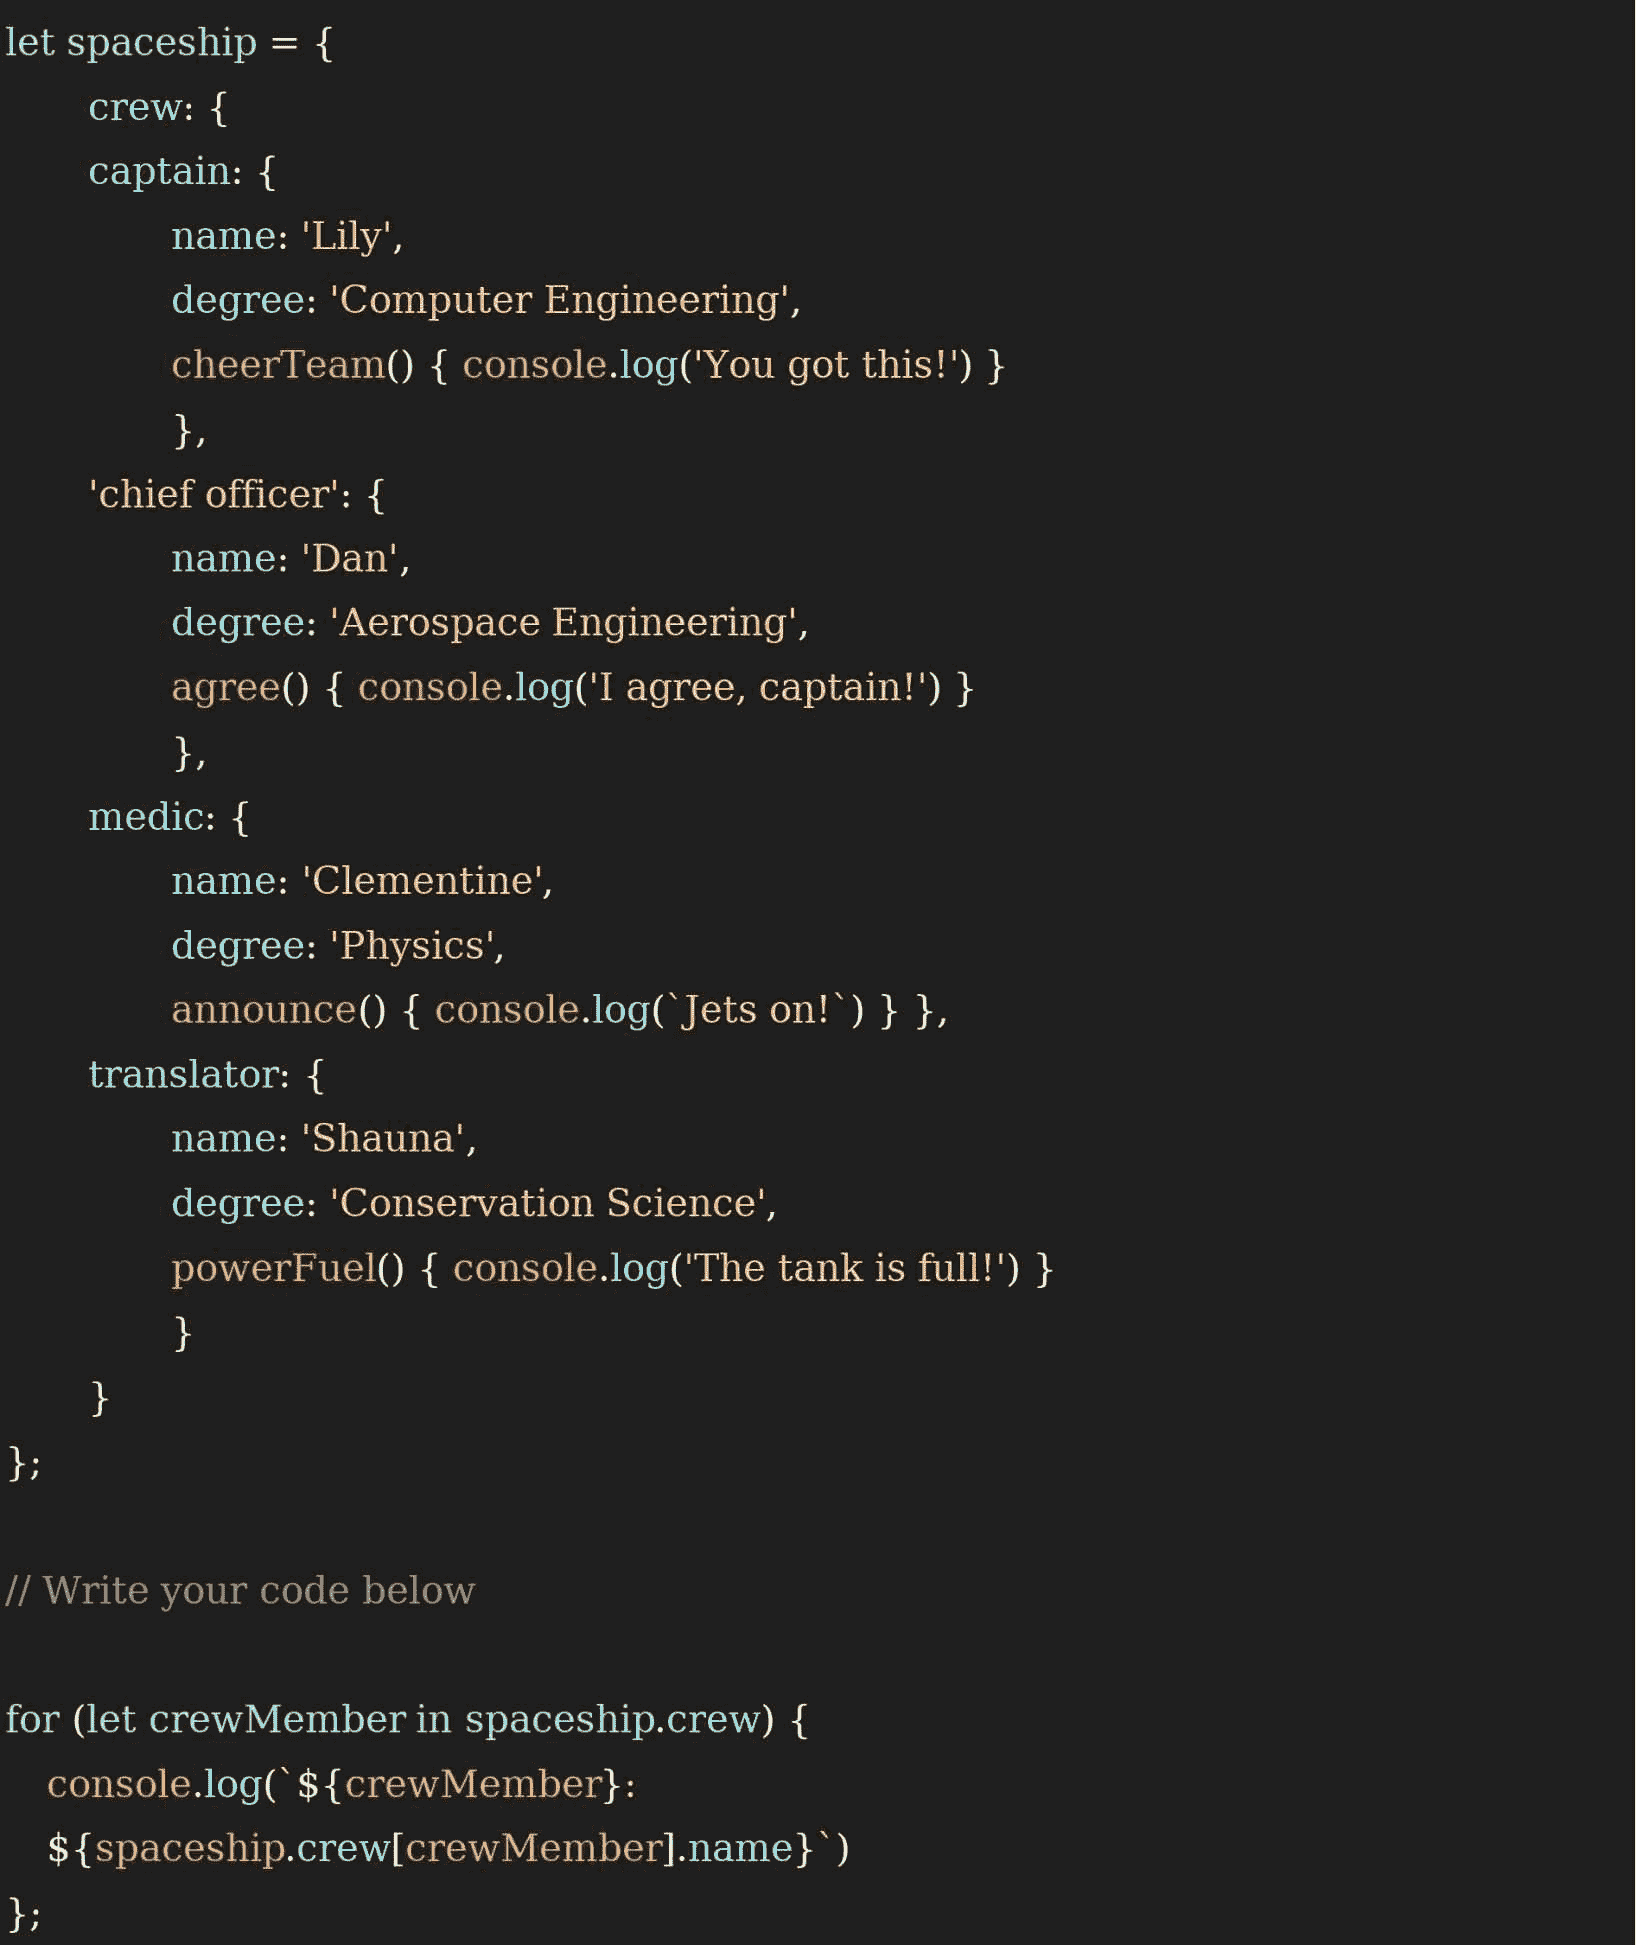 let spaceship = {
crew: {
captain: {
name: 'Lily',
degree: 'Computer Engineering',
cheerTeam() { console.log('You got this!') }
},
'chief officer': {
name: 'Dan',
degree: 'Aerospace Engineering',
agree() { console.log('I agree, captain!') }
},
medic: {
name: 'Clementine',
degree: 'Physics',
announce() { console.log(`Jets on!`) } },
translator: {
name: 'Shauna',
degree: 'Conservation Science',
powerFuel() { console.log('The tank is full!') }
}
}
};
// Write your code below
for (let crewMember in spaceship.crew) {
console.log(`${crewMember}:
${spaceship.crew[crewMember].name}`)
};